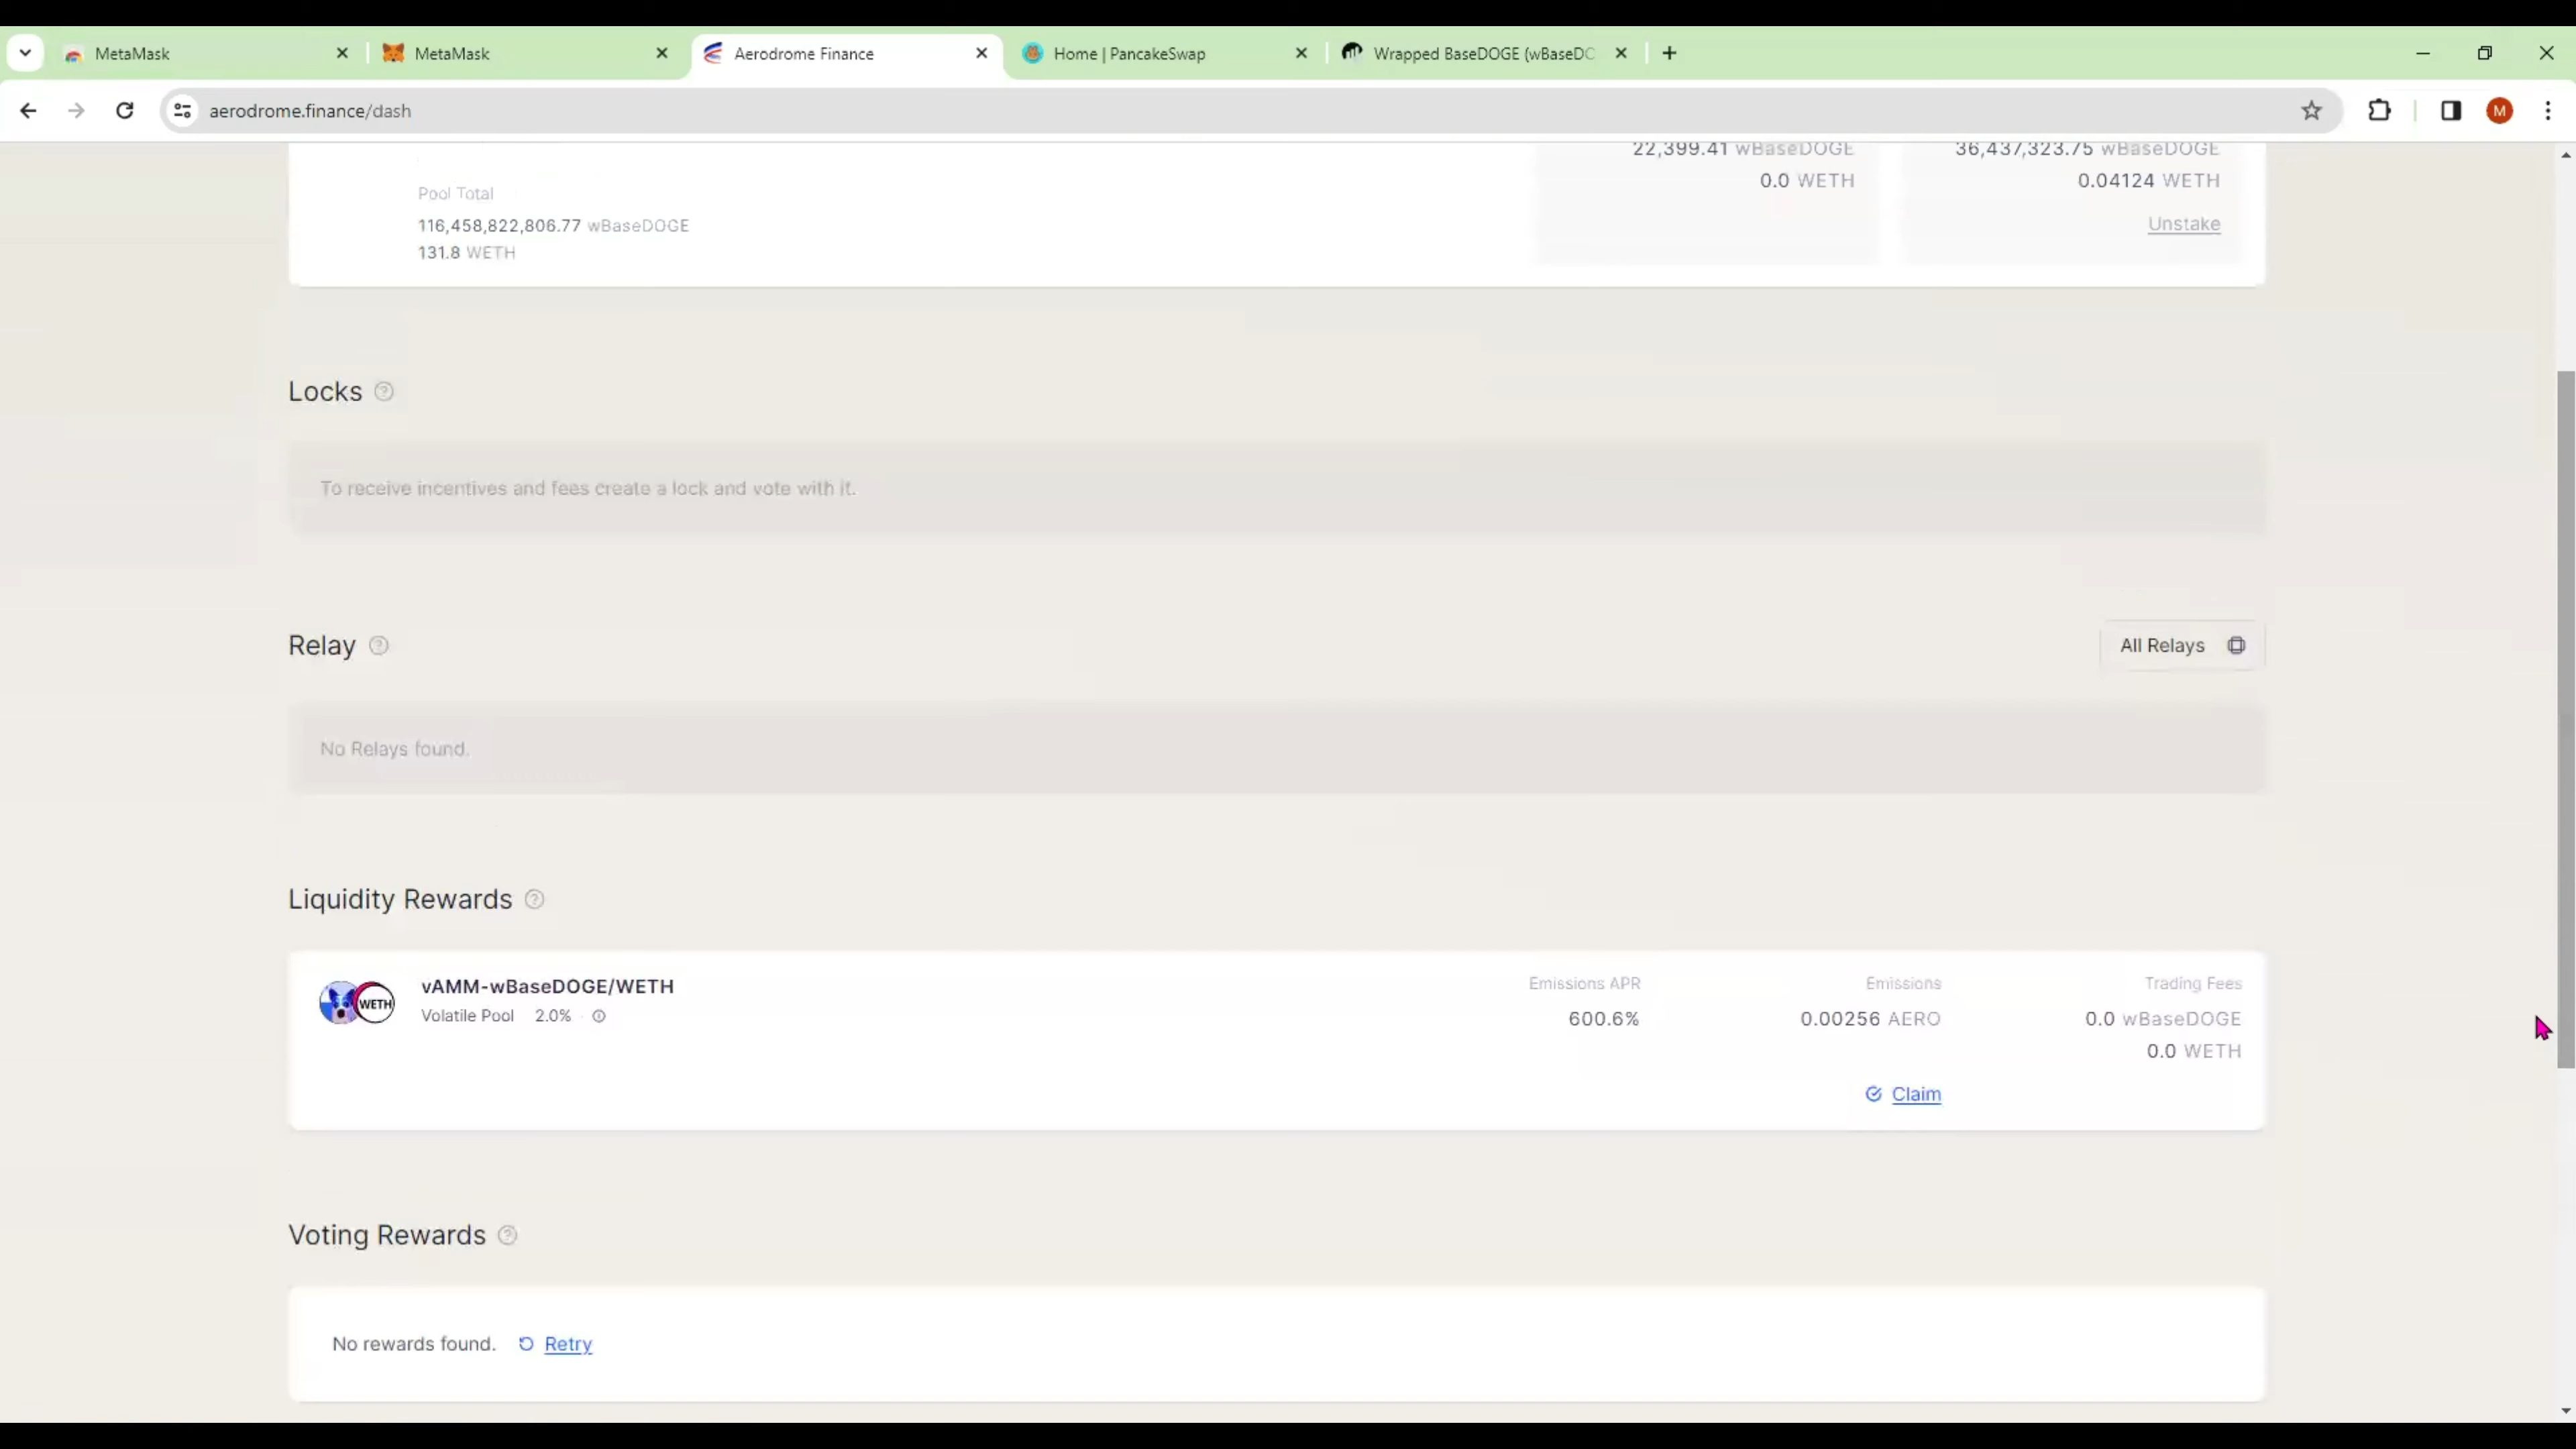 MetaMask
MetaMask
Aerodrome Finance
Home | PancakeSwap
Wrapped BaseDOGE (wBaseDO
aerodrome.finance/dash
M
22,399.41 wBaseDOGE
36,437,323.75 wBaseDOGE
Pool Total
0.0 WETH
0.04124 WETH
116,458,822,806.77 wBaseDOGE
Unstake
131.8 WETH
Locks
To receive incentives and fees create a lock and vote with it.
Relay
All Relays
No Relays found.
Liquidity Rewards
WETH
vAMM-wBaseDOGE/WETH
Volatile Pool 2.0% ·
Emissions APR
600.6%
Emissions
0.00256 AERO
Claim
Trading Fees
0.0 wBaseDOGE
0.0 WETH
Voting Rewards
No rewards found. Retry